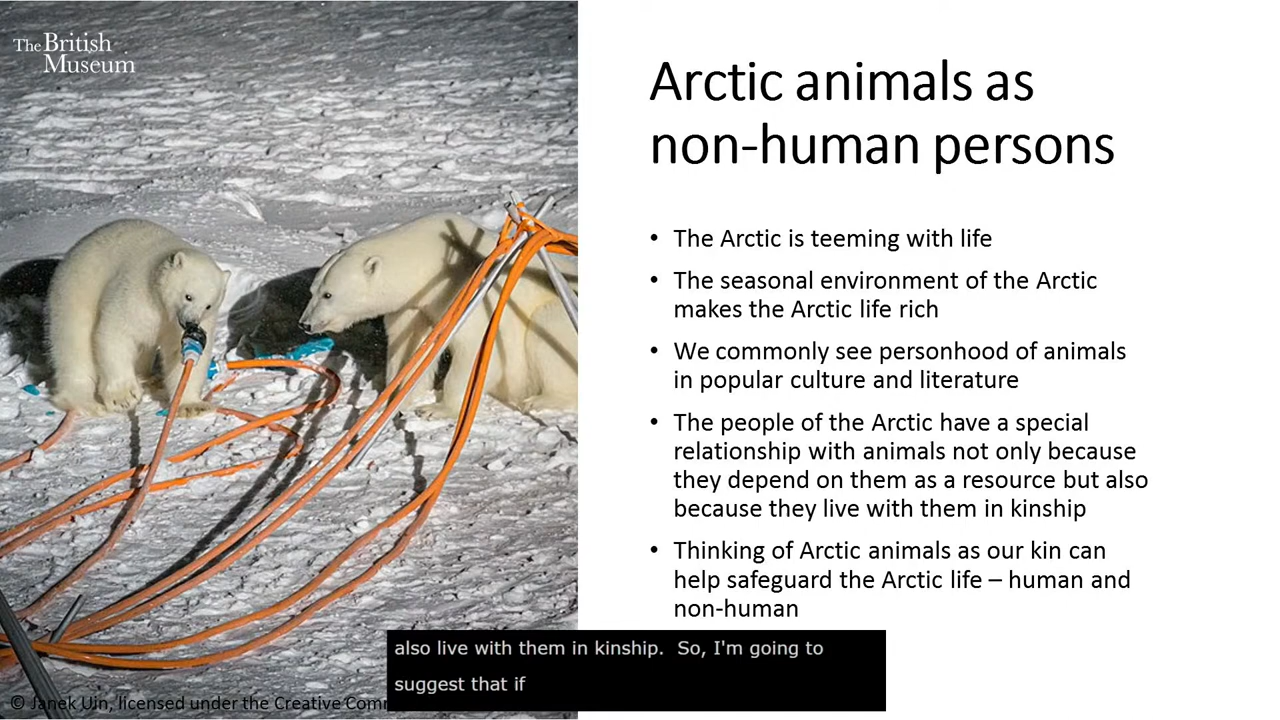 The British
Museum
Arctic animals as
non-human persons
• The Arctic is teeming with life
• The seasonal environment of the Arctic
makes the Arctic life rich
• We commonly see personhood of animals
in popular culture and literature
• The people of the Arctic have a special
relationship with animals not only because
they depend on them as a resource but also
because they live with them in kinship
• Thinking of Arctic animals as our kin can
help safeguard the Arctic life – human and
non-human
also live with them in kinship.  So, I'm going to
suggest that if
© Janek Uin, licensed under the Creative